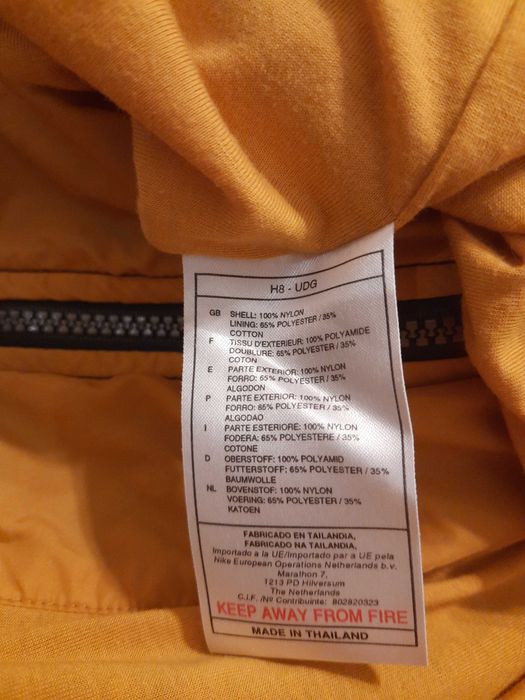 H8 - UDG
GB SHELL: 100% NYLON
LINING: 65% POLYESTER / 35%
COTTON
F TISSU D'EXTERIEUR: 100% POLYAMIDE
DOUBLURE: 65% POLYESTER / 35%
COTON
E PARTE EXTERIOR: 100% NYLON
FORRO: 65% POLYESTER / 35%
ALGODON
P PARTE EXTERIOR: 100% NYLON
FORRO: 65% POLYESTER / 35%
ALGODAO
I PARTE ESTERIORE: 100% NYLON
FODERA: 65% POLYESTERE / 35%
COTONE
D OBERSTOFF: 100% POLYAMID
FUTTERSTOFF: 65% POLYESTER / 35%
BAUMWOLLE
NL BOVENSTOF: 100% NYLON
VOERING: 65% POLYESTER / 35%
KATOEN
FABRICADO EN TAILANDIA,
FABRICADO NA TAILANDIA,
Importado a la UE/Importado par a UE pela
Nike European Operations Netherlands b.v.
Marathon 7,
1213 PD Hilversum
The Netherlands
C.I.F. /Nº Contribuinte: 802820323
KEEP AWAY FROM FIRE
MADE IN THAILAND